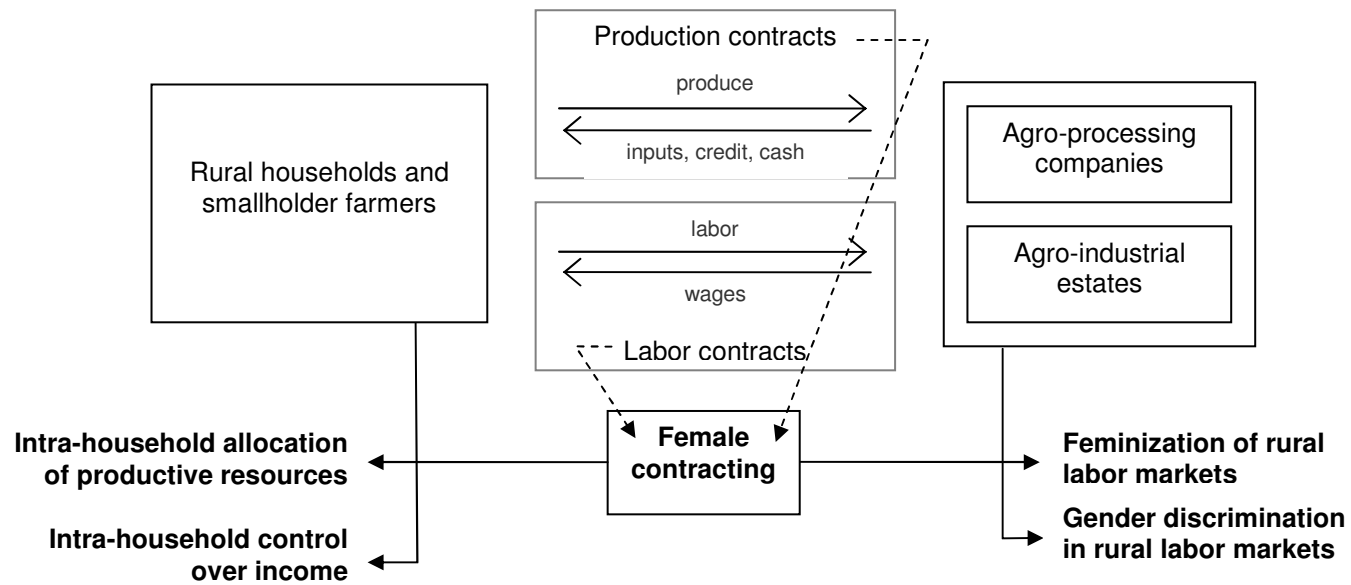 Production contracts
produce
inputs, credit, cash
Rural households and
smallholder farmers
Agro-processing
companies
labor
wages
Agro-industrial
estates
Labor contracts
Female
contracting
Intra-household allocation
of productive resources
Intra-household control
over income
Feminization of rural
labor markets
Gender discrimination
in rural labor markets